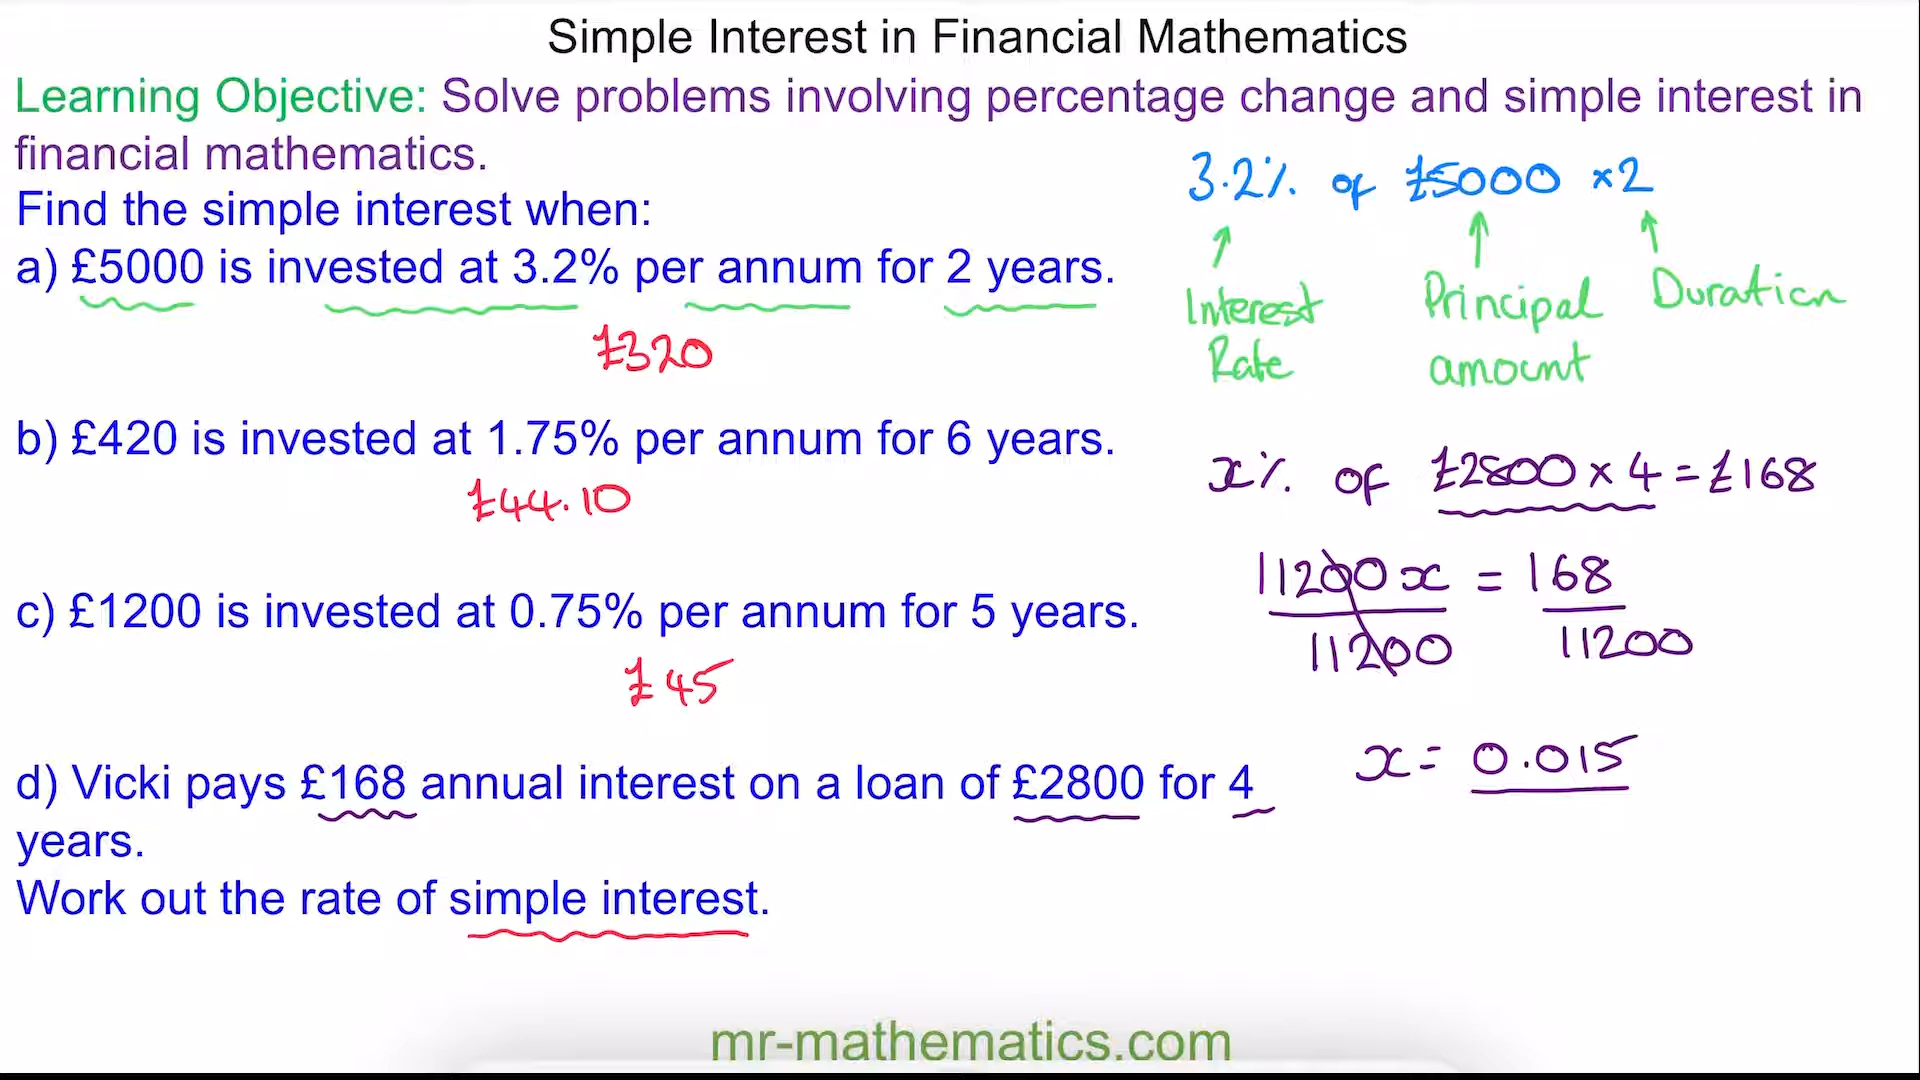 Simple Interest in Financial Mathematics
Learning Objective: Solve problems involving percentage change and simple interest in
financial mathematics.
Find the simple interest when:
a) £5000 is invested at 3.2% per annum for 2 years.
£320
b) £420 is invested at 1.75% per annum for 6 years.
£44.10
c) £1200 is invested at 0.75% per annum for 5 years.
£45
d) Vicki pays £168 annual interest on a loan of £2800 for 4
years.
Work out the rate of simple interest.
3.2% of £5000 ×2
Interest
Rate
Principal
amount
Duration
x% of £2800 × 4 = £168
11200x = 168
11200 11200
x = 0.015
mr-mathematics.com